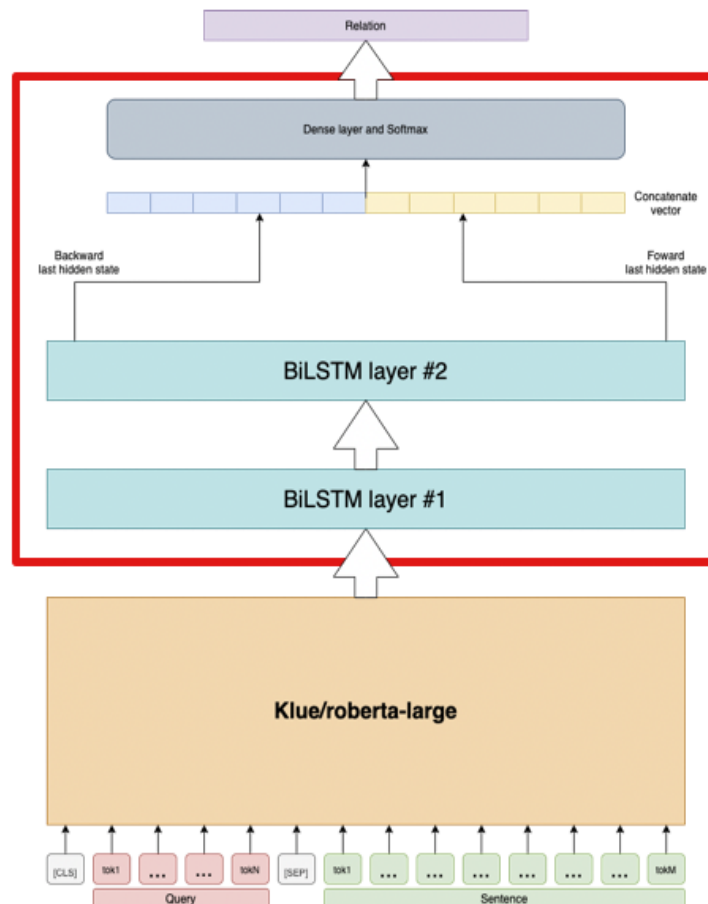 Relation
Dense layer and Softmax
Concatenate
vector
Backward
last hidden state
Foward
last hidden state
BiLSTM layer #2
BiLSTM layer #1
Klue/roberta-large
[CLS] tok1 ... ... tokN [SEP] tok1 ... ... ... ... ... ... tokM
Query Sentence